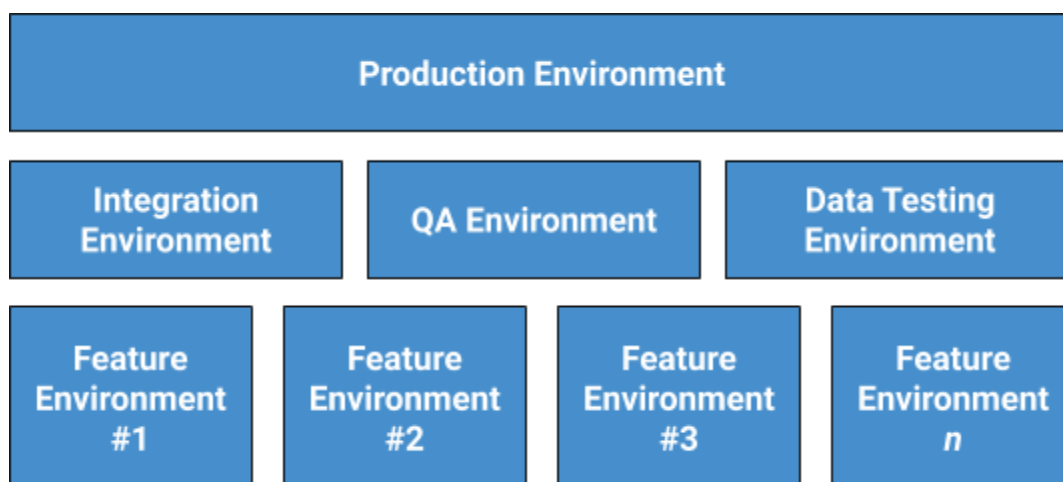 Production Environment
Integration
Environment
QA Environment
Data Testing
Environment
Feature
Environment
#1
Feature
Environment
#2
Feature
Environment
#3
Feature
Environment
n